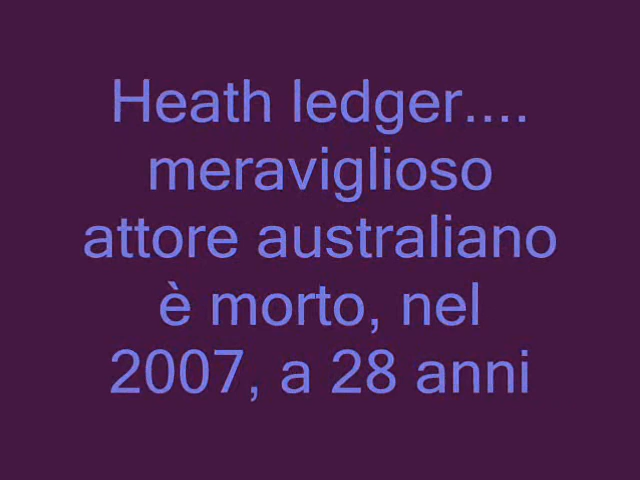 Heath ledger....
meraviglioso
attore australiano
è morto, nel
2007, a 28 anni